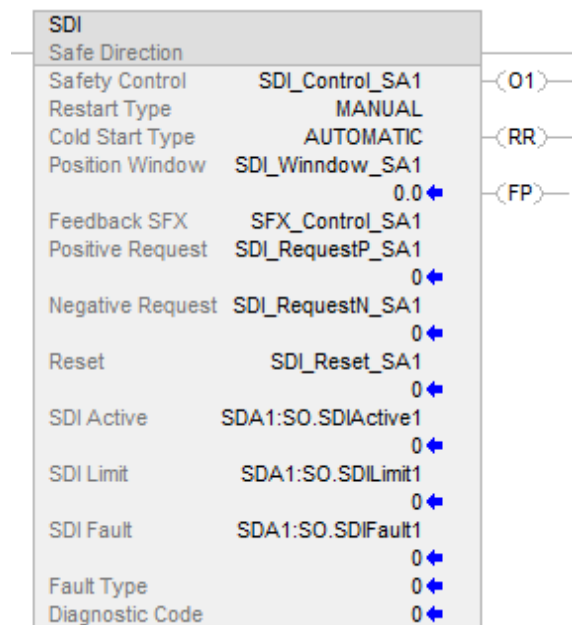 SDI
Safe Direction
Safety Control SDI_Control_SA1 O1
Restart Type MANUAL
Cold Start Type AUTOMATIC RR
Position Window SDI_Winndow_SA1
0.0 FP
Feedback SFX SFX_Control_SA1
Positive Request SDI_RequestP_SA1
0
Negative Request SDI_RequestN_SA1
0
Reset SDI_Reset_SA1
0
SDI Active SDA1:SO.SDIActive1
0
SDI Limit SDA1:SO.SDILimit1
0
SDI Fault SDA1:SO.SDIFault1
0
Fault Type 0
Diagnostic Code 0